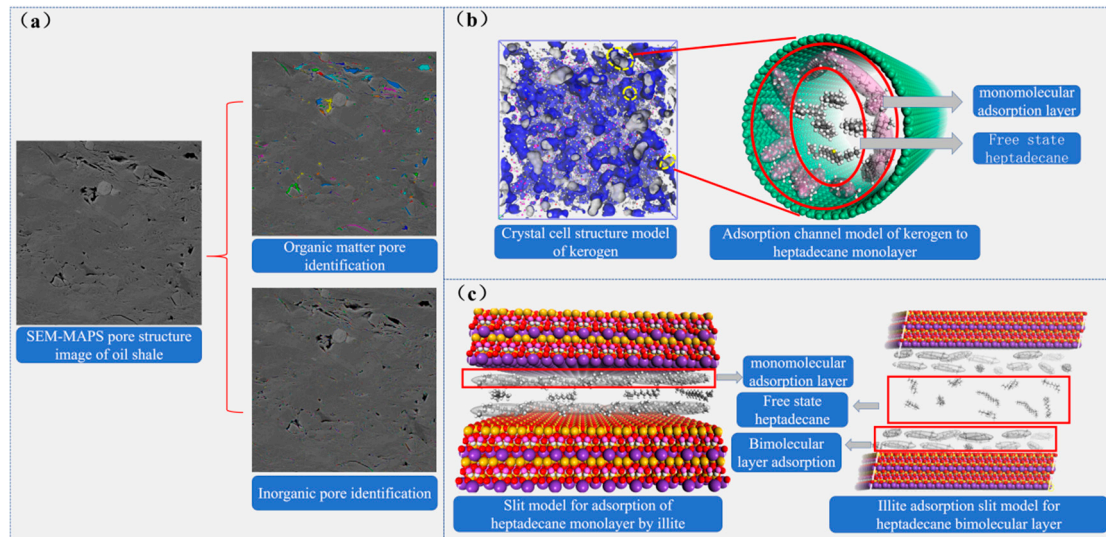 (a)
SEM-MAPS pore structure
image of oil shale
Organic matter pore
identification
Inorganic pore identification
(b)
Crystal cell structure model
of kerogen
Adsorption channel model of kerogen to
heptadecane monolayer
monomolecular
adsorption layer
Free state
heptadecane
(c)
monomolecular
adsorption layer
Free state
heptadecane
Bimolecular
layer adsorption
Slit model for adsorption of
heptadecane monolayer by illite
Illite adsorption slit model for
heptadecane bimolecular layer